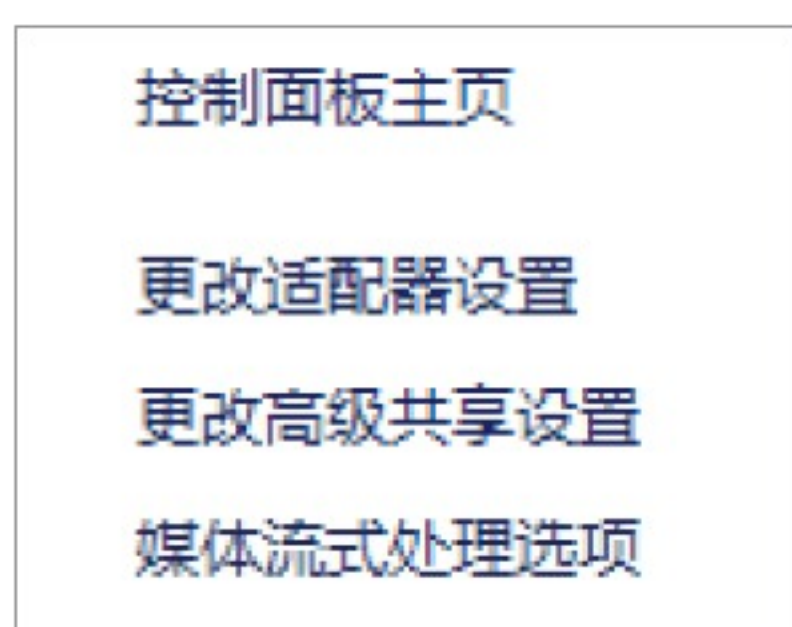 控制面板主页
更改适配器设置
更改高级共享设置
媒体流式处理选项